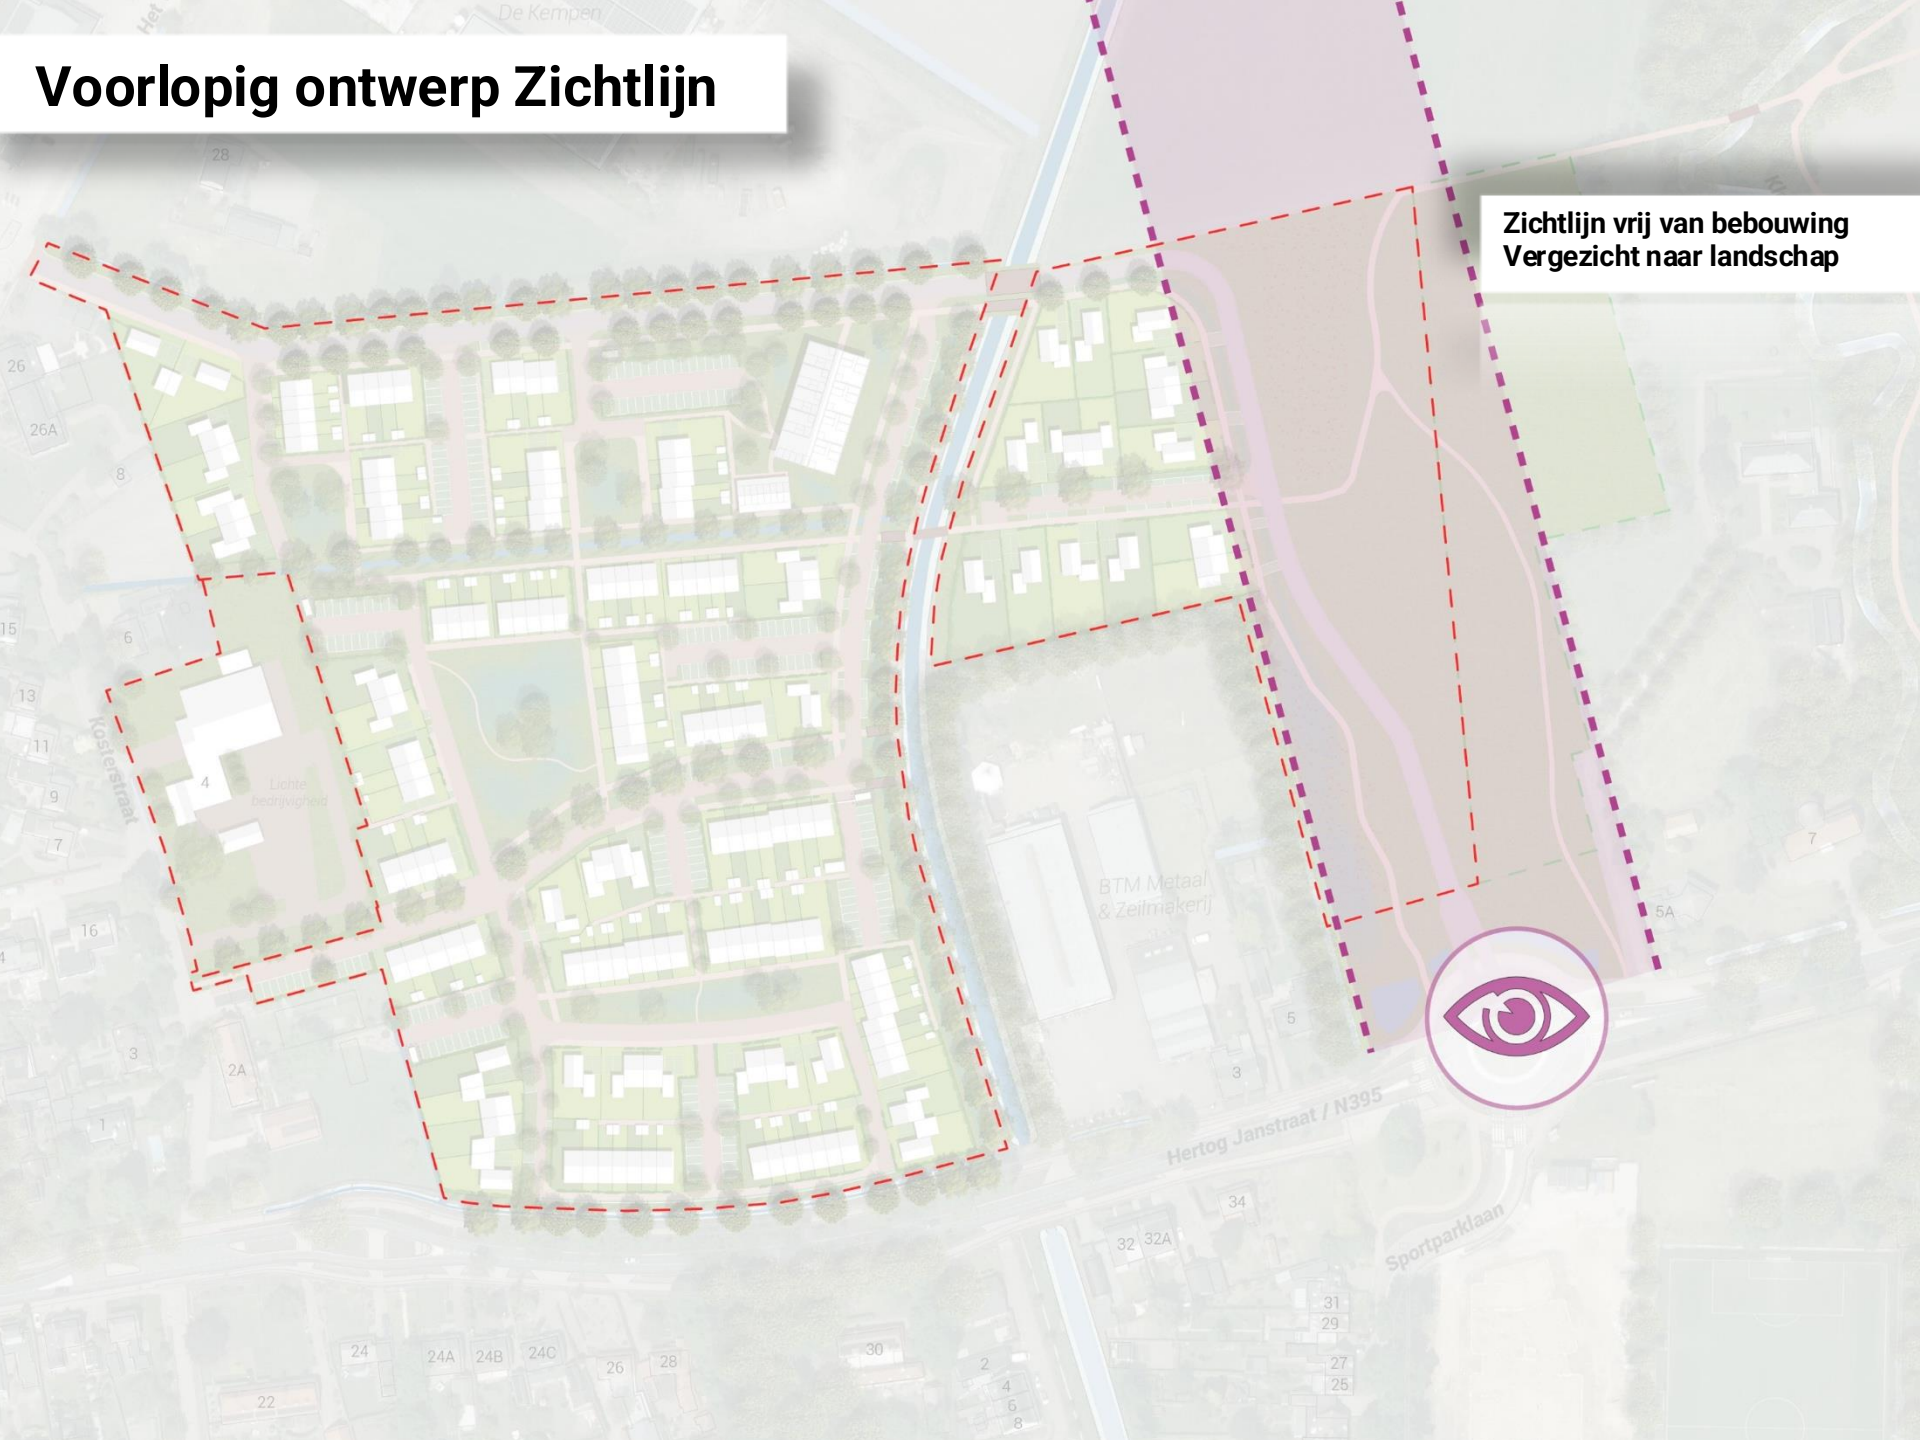 De Kempen
Het
Voorlopig ontwerp Zichtlijn
28
Zichtlijn vrij van bebouwing
Vergezicht naar landschap
26
26A
8
15
6
13
Kosterstraat
11
4
Lichte
bedrijvigheid
9
7
7
BTM Metaal
& Zeilmakerij
16
5A
4
5
3
2A
3
Hertog Janstraat / N395
1
34
32
32A
Sportparklaan
31
29
24
24A
24B
24C
26
28
30
2
27
25
4
6
8
22